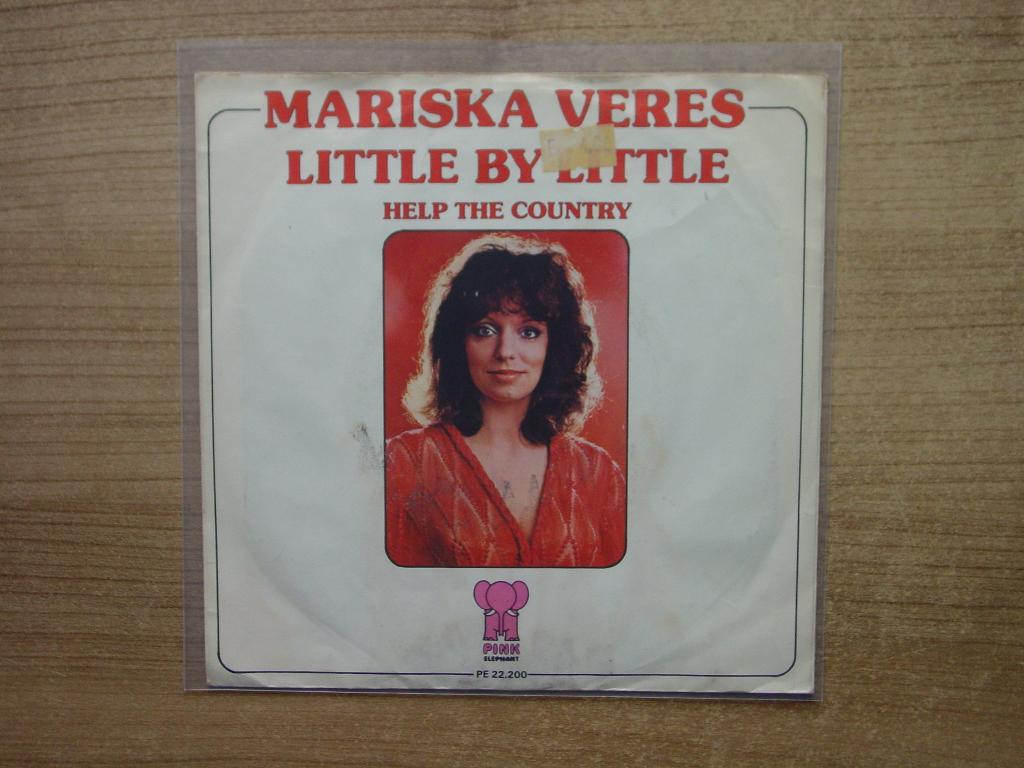 MARISKA VERES
LITTLE BY LITTLE
HELP THE COUNTRY
PINK
ELEPHANT
PE 22.200